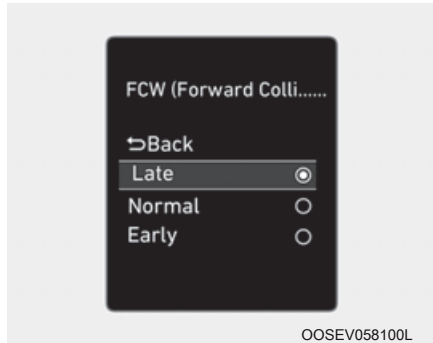 FCW (Forward Colli......
⮌Back
Late
Normal
Early
OOSEV058100L